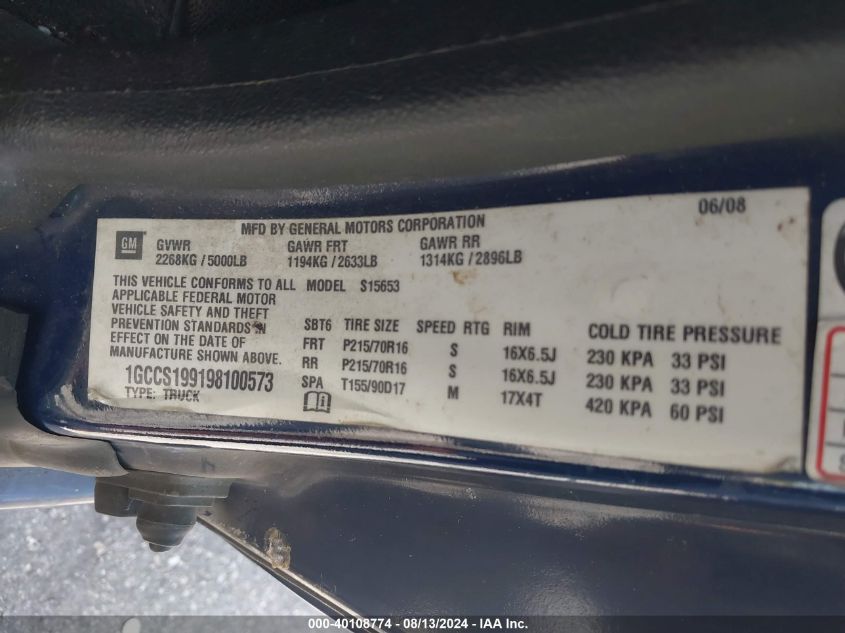 06/08
MFD BY GENERAL MOTORS CORPORATION
GM
GVWR GAWR FRT GAWR RR
2268KG / 5000LB 1194KG / 2633LB 1314KG / 2896LB
THIS VEHICLE CONFORMS TO ALL
APPLICABLE FEDERAL MOTOR
VEHICLE SAFETY AND THEFT
PREVENTION STANDARDS IN
EFFECT ON THE DATE OF
MANUFACTURE SHOWN ABOVE.
1GCCS199198100573
TYPE: TRUCK
MODEL S15653
SBT6 TIRE SIZE SPEED RTG RIM COLD TIRE PRESSURE
FRT P215/70R16 S 16X6.5J 230 KPA 33 PSI
RR P215/70R16 S 16X6.5J 230 KPA 33 PSI
SPA T155/90D17 M 17X4T 420 KPA 60 PSI
000-40108774 - 08/13/2024 - IAA Inc.